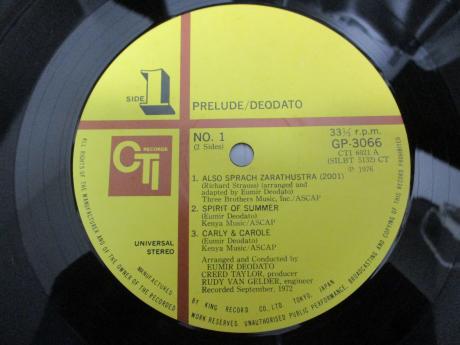 SIDE 1
PRELUDE/DEODATO
NO. 1
(2 Sides)
33⅓ r.p.m.
GP-3066
CTI 6021 A
(SILBT 5132) CT
Ⓟ 1976
CTI RECORDS
UNIVERSAL
STEREO
1. ALSO SPRACH ZARATHUSTRA (2001)
(Richard Strauss) (arranged and
adapted by Eumir Deodato)
Three Brothers Music, Inc./ASCAP
2. SPIRIT OF SUMMER
(Eumir Deodato)
Kenya Music/ASCAP
3. CARLY & CAROLE
(Eumir Deodato)
Kenya Music/ASCAP
Arranged and Conducted by
EUMIR DEODATO
CREED TAYLOR, producer
RUDY VAN GELDER, engineer
Recorded September, 1972
MANUFACTURED BY KING RECORD CO., LTD. TOKYO, JAPAN
ALL RIGHTS OF THE MANUFACTURER AND OF THE OWNER OF THE RECORDED WORK RESERVED. UNAUTHORISED PUBLIC PERFORMANCE, BROADCASTING AND COPYING OF THIS RECORD PROHIBITED